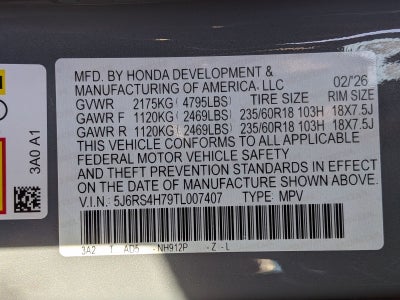 MFD. BY HONDA DEVELOPMENT &
MANUFACTURING OF AMERICA, LLC 02/'26
GVWR 2175KG ( 4795LBS) TIRE SIZE RIM SIZE
GAWR F 1120KG ( 2469LBS) 235/60R18 103H 18X7.5J
GAWR R 1120KG ( 2469LBS) 235/60R18 103H 18X7.5J
THIS VEHICLE CONFORMS TO ALL APPLICABLE
FEDERAL MOTOR VEHICLE SAFETY
AND THEFT PREVENTION STANDARDS IN EFFECT
ON THE DATE OF MANUFACTURE SHOWN ABOVE.
V.I.N.: 5J6RS4H79TL007407 TYPE: MPV
3A2 T AD5 NH912P - Z - L
3A0 A1